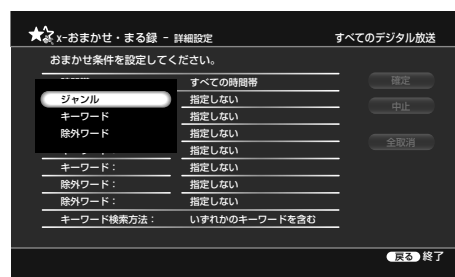 x-おまかせ・まる録 - 詳細設定 すべてのデジタル放送
おまかせ条件を設定してください。
すべての時間帯 確定
ジャンル 指定しない
中止
キーワード 指定しない
除外ワード 指定しない
全取消
指定しない
キーワード： 指定しない
除外ワード： 指定しない
除外ワード： 指定しない
キーワード検索方法： いずれかのキーワードを含む
戻る 終了